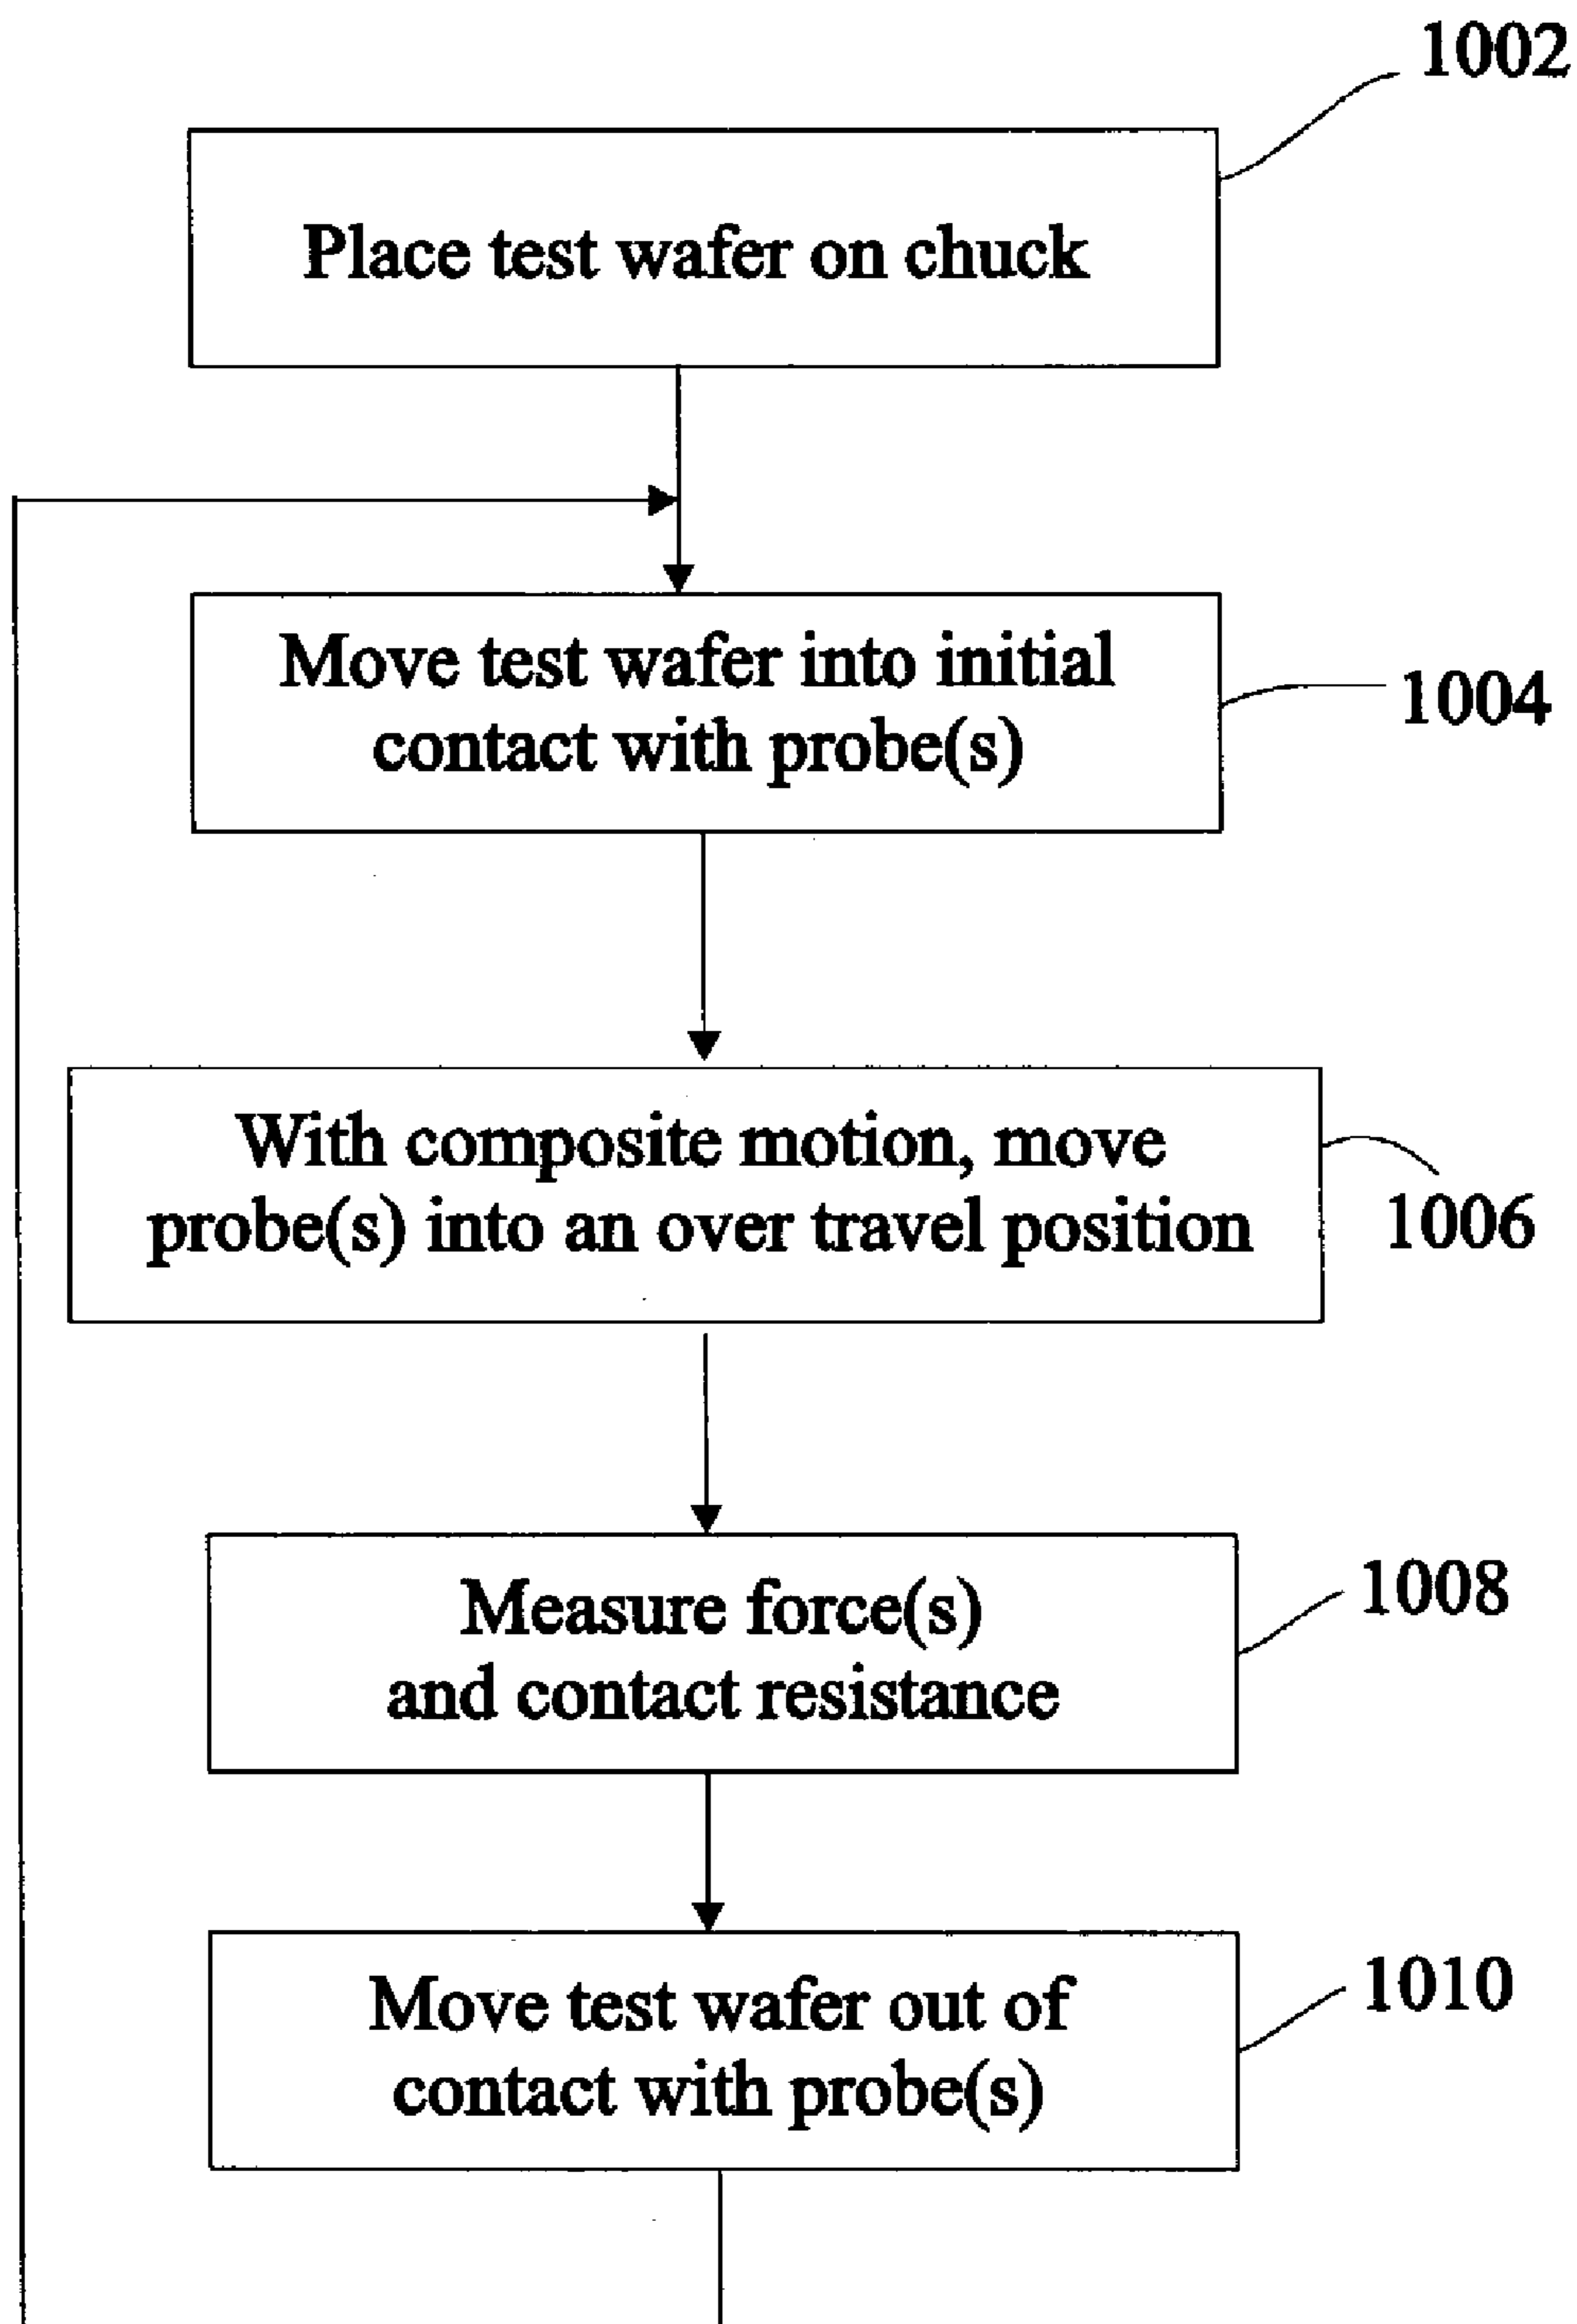 1002
Place test wafer on chuck
Move test wafer into initial
contact with probe(s)
1004
With composite motion, move
probe(s) into an over travel position
1006
Measure force(s)
and contact resistance
1008
Move test wafer out of
contact with probe(s)
1010